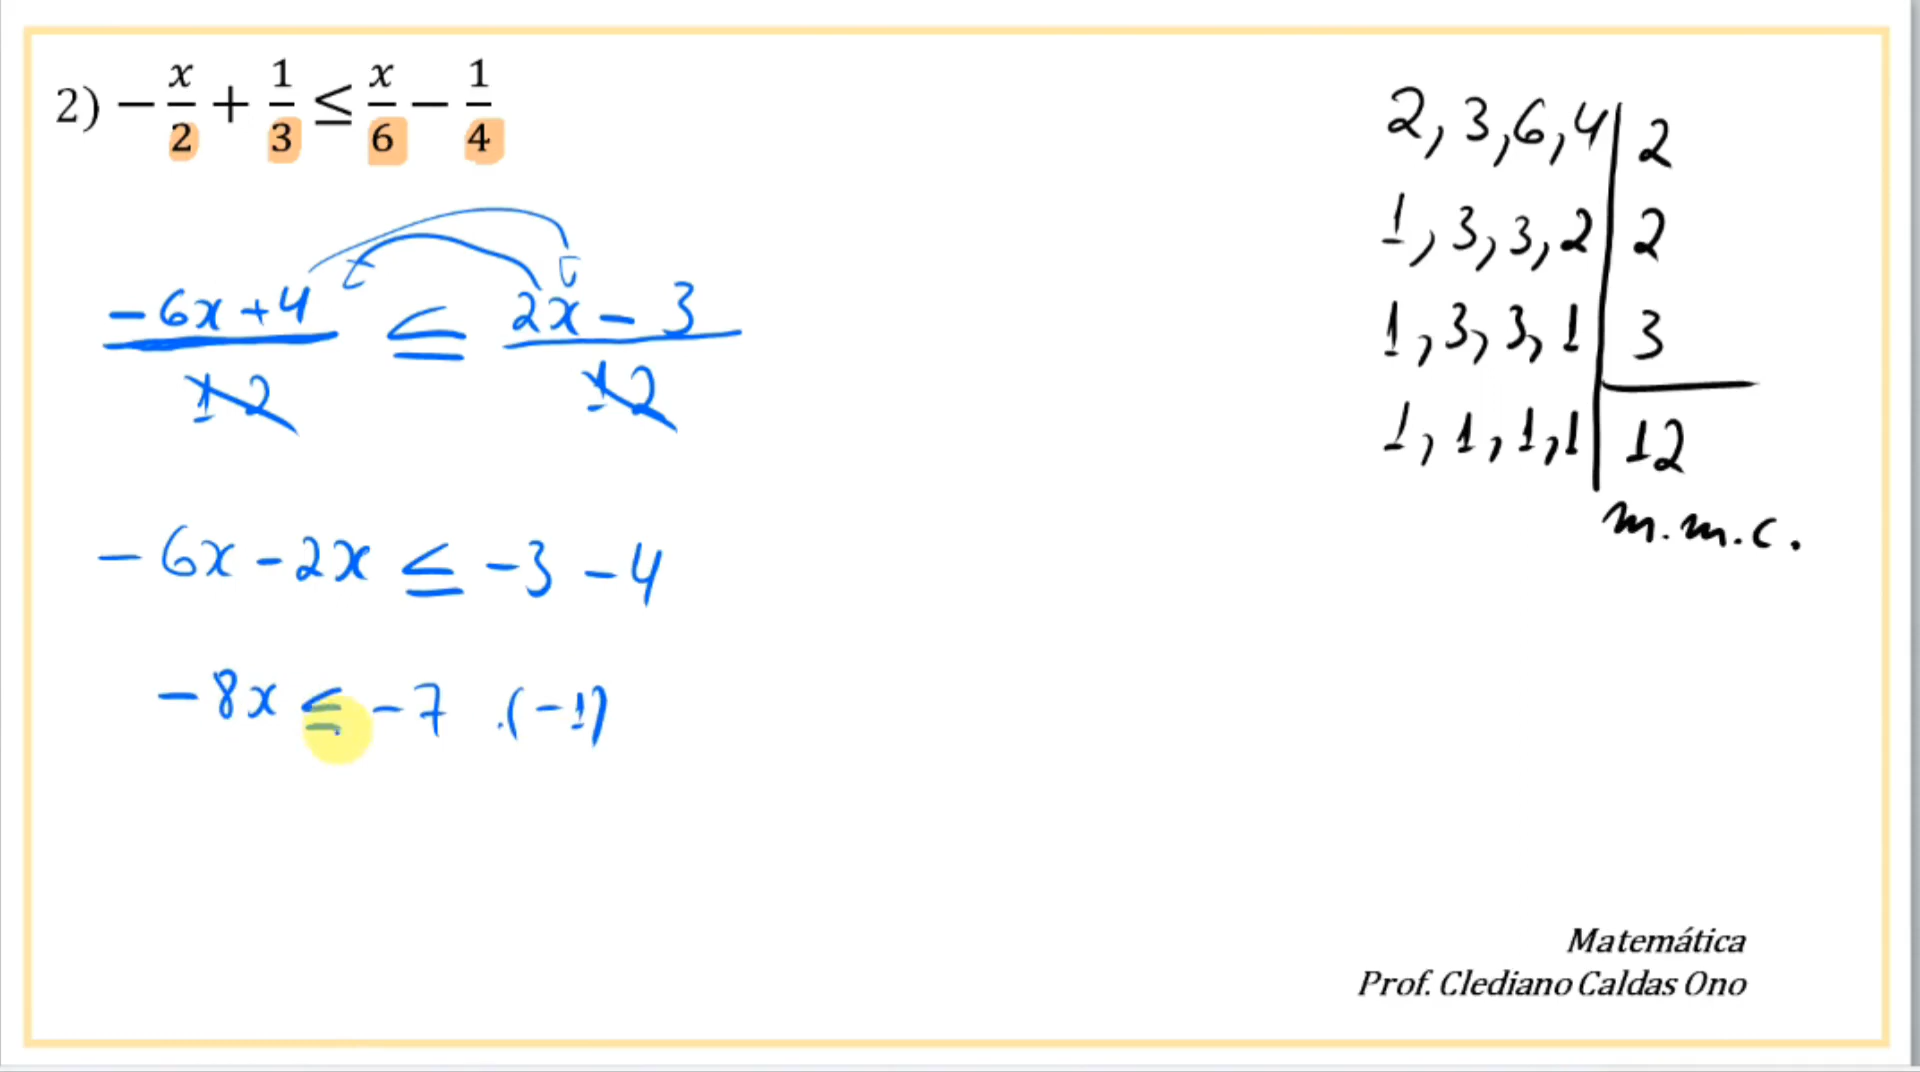 2) −x/2 + 1/3 ≤ x/6 − 1/4
−6x+4 ≤ 2x−3
12 12
−6x−2x ≤ −3−4
−8x ≤ −7 .(−1)
2, 3, 6, 4 | 2
1, 3, 3, 2 | 2
1, 3, 3, 1 | 3
1, 1, 1, 1 | 12
m.m.c.
Matemática
Prof. Clediano Caldas Ono